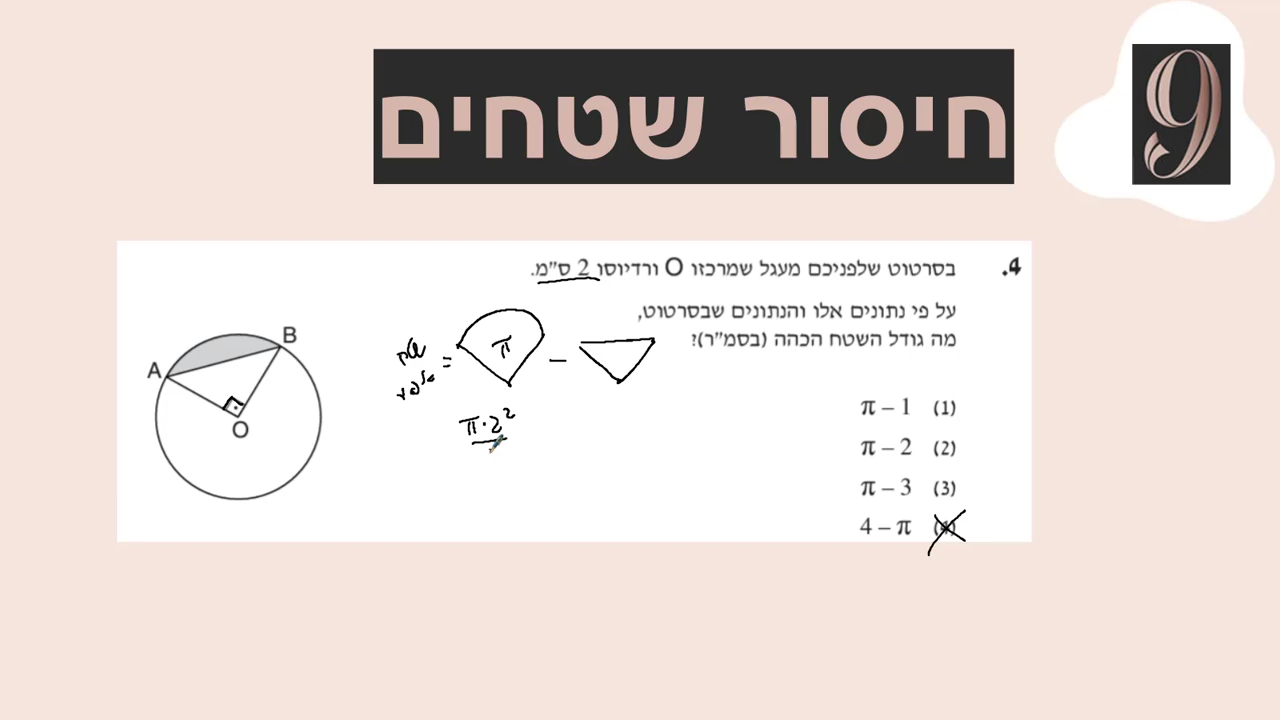 9
חיסור שטחים
4. בסרטוט שלפניכם מעגל שמרכזו O ורדיוסו 2 ס"מ.
על פי נתונים אלו והנתונים שבסרטוט,
מה גודל השטח הכהה (בסמ"ר)?
(1) π – 1
(2) π – 2
(3) π – 3
(4) 4 – π
A
B
O
שטח
= π –
π · 2²